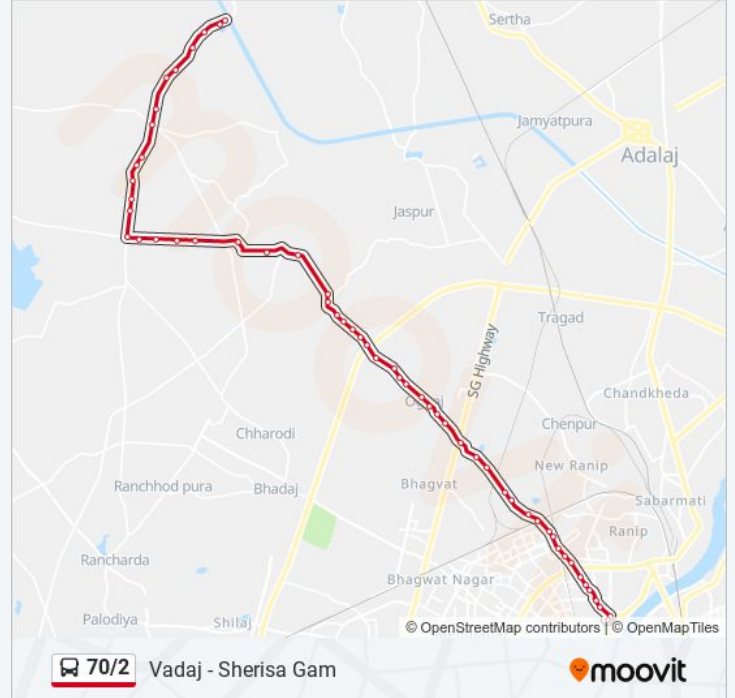 Sertha
Jamyatpura
Adalaj
Jaspur
Tragad
SG Highway
Chandkheda
Chenpur
Chharodi
New Ranip
Ranchhod pura
Bhadaj
Bhagvat
Sabarmati
Ranip
Rancharda
Bhagwat Nagar
Palodiya
Shilaj
© OpenStreetMap contributors | © OpenMapTiles
70/2 Vadaj - Sherisa Gam
moovit